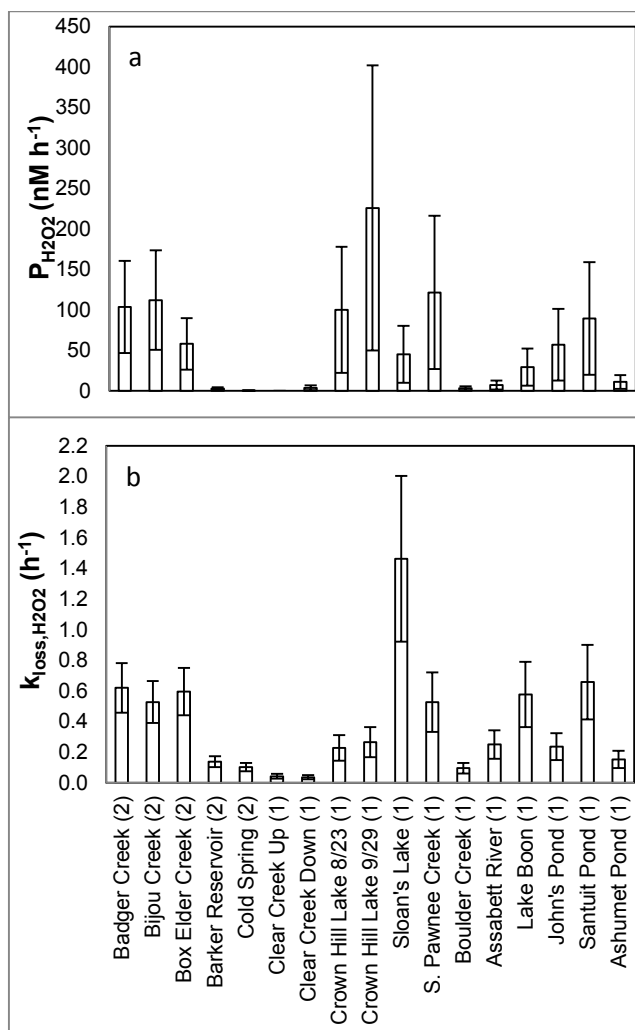 a
450
400
350
300
250
200
150
100
50
0
P_H2O2 (nM h⁻¹)
b
2.2
2.0
1.8
1.6
1.4
1.2
1.0
0.8
0.6
0.4
0.2
0.0
k_loss,H2O2 (h⁻¹)
Badger Creek (2)
Bijou Creek (2)
Box Elder Creek (2)
Barker Reservoir (2)
Cold Spring (2)
Clear Creek Up (1)
Clear Creek Down (1)
Crown Hill Lake 8/23 (1)
Crown Hill Lake 9/29 (1)
Sloan's Lake (1)
S. Pawnee Creek (1)
Boulder Creek (1)
Assabett River (1)
Lake Boon (1)
John's Pond (1)
Santuit Pond (1)
Ashumet Pond (1)